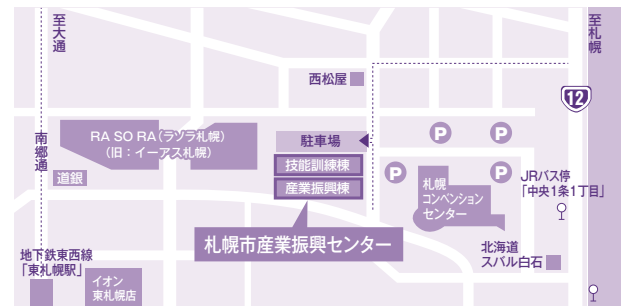 至大通
至札幌
西松屋
12
RA SO RA(ラソラ札幌)
(旧：イーアス札幌)
駐車場
P
P
南郷通
技能訓練棟
P
P
道銀
産業振興棟
札幌
コンベンション
センター
JRバス停
「中央1条1丁目」
札幌市産業振興センター
地下鉄東西線
「東札幌駅」
北海道
スバル白石
イオン
東札幌店